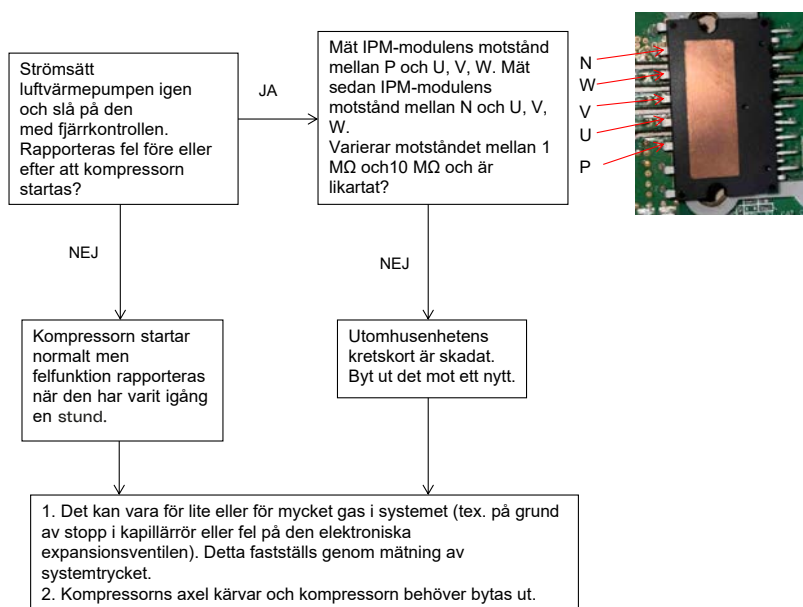 Strömsätt
luftvärmepumpen igen
och slå på den
med fjärrkontrollen.
Rapporteras fel före eller
efter att kompressorn
startas?
JA
Mät IPM-modulens motstånd
mellan P och U, V, W. Mät
sedan IPM-modulens
motstånd mellan N och U, V,
W.
Varierar motståndet mellan 1
MΩ och10 MΩ och är
likartat?
N
W
V
U
P
NEJ
NEJ
Kompressorn startar
normalt men
felfunktion rapporteras
när den har varit igång
en stund.
Utomhusenhetens
kretskort är skadat.
Byt ut det mot ett nytt.
1. Det kan vara för lite eller för mycket gas i systemet (tex. på grund
av stopp i kapillärrör eller fel på den elektroniska
expansionsventilen). Detta fastställs genom mätning av
systemtrycket.
2. Kompressorns axel kärvar och kompressorn behöver bytas ut.